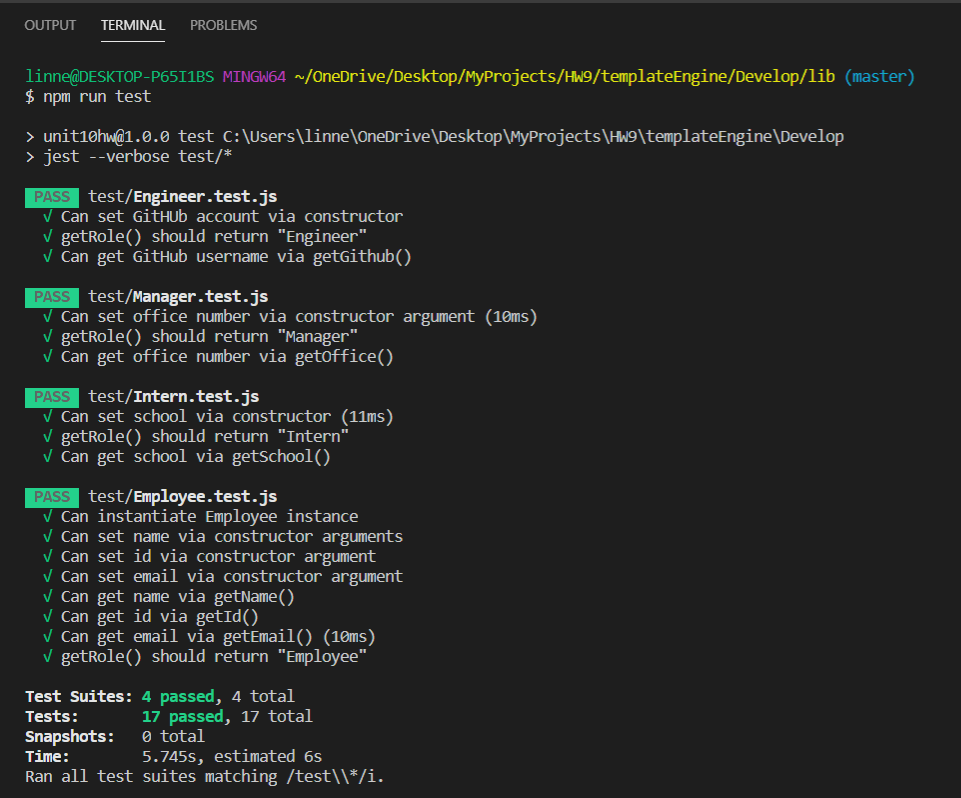 OUTPUT TERMINAL PROBLEMS
linne@DESKTOP-P65I1BS MINGW64 ~/OneDrive/Desktop/MyProjects/HW9/templateEngine/Develop/lib (master)
$ npm run test
> unit10hw@1.0.0 test C:\Users\linne\OneDrive\Desktop\MyProjects\HW9\templateEngine\Develop
> jest --verbose test/*
PASS test/Engineer.test.js
√ Can set GitHUb account via constructor
√ getRole() should return "Engineer"
√ Can get GitHub username via getGithub()
PASS test/Manager.test.js
√ Can set office number via constructor argument (10ms)
√ getRole() should return "Manager"
√ Can get office number via getOffice()
PASS test/Intern.test.js
√ Can set school via constructor (11ms)
√ getRole() should return "Intern"
√ Can get school via getSchool()
PASS test/Employee.test.js
√ Can instantiate Employee instance
√ Can set name via constructor arguments
√ Can set id via constructor argument
√ Can set email via constructor argument
√ Can get name via getName()
√ Can get id via getId()
√ Can get email via getEmail() (10ms)
√ getRole() should return "Employee"
Test Suites: 4 passed, 4 total
Tests: 17 passed, 17 total
Snapshots: 0 total
Time: 5.745s, estimated 6s
Ran all test suites matching /test\\*/i.